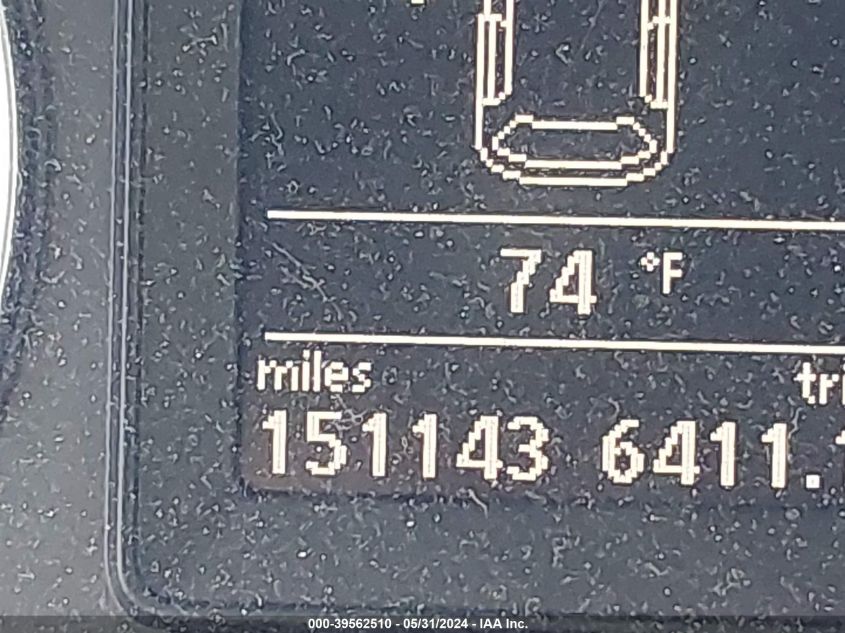 74 °F
miles
151143 6411.
000-39562510 - 05/31/2024 - IAA Inc.